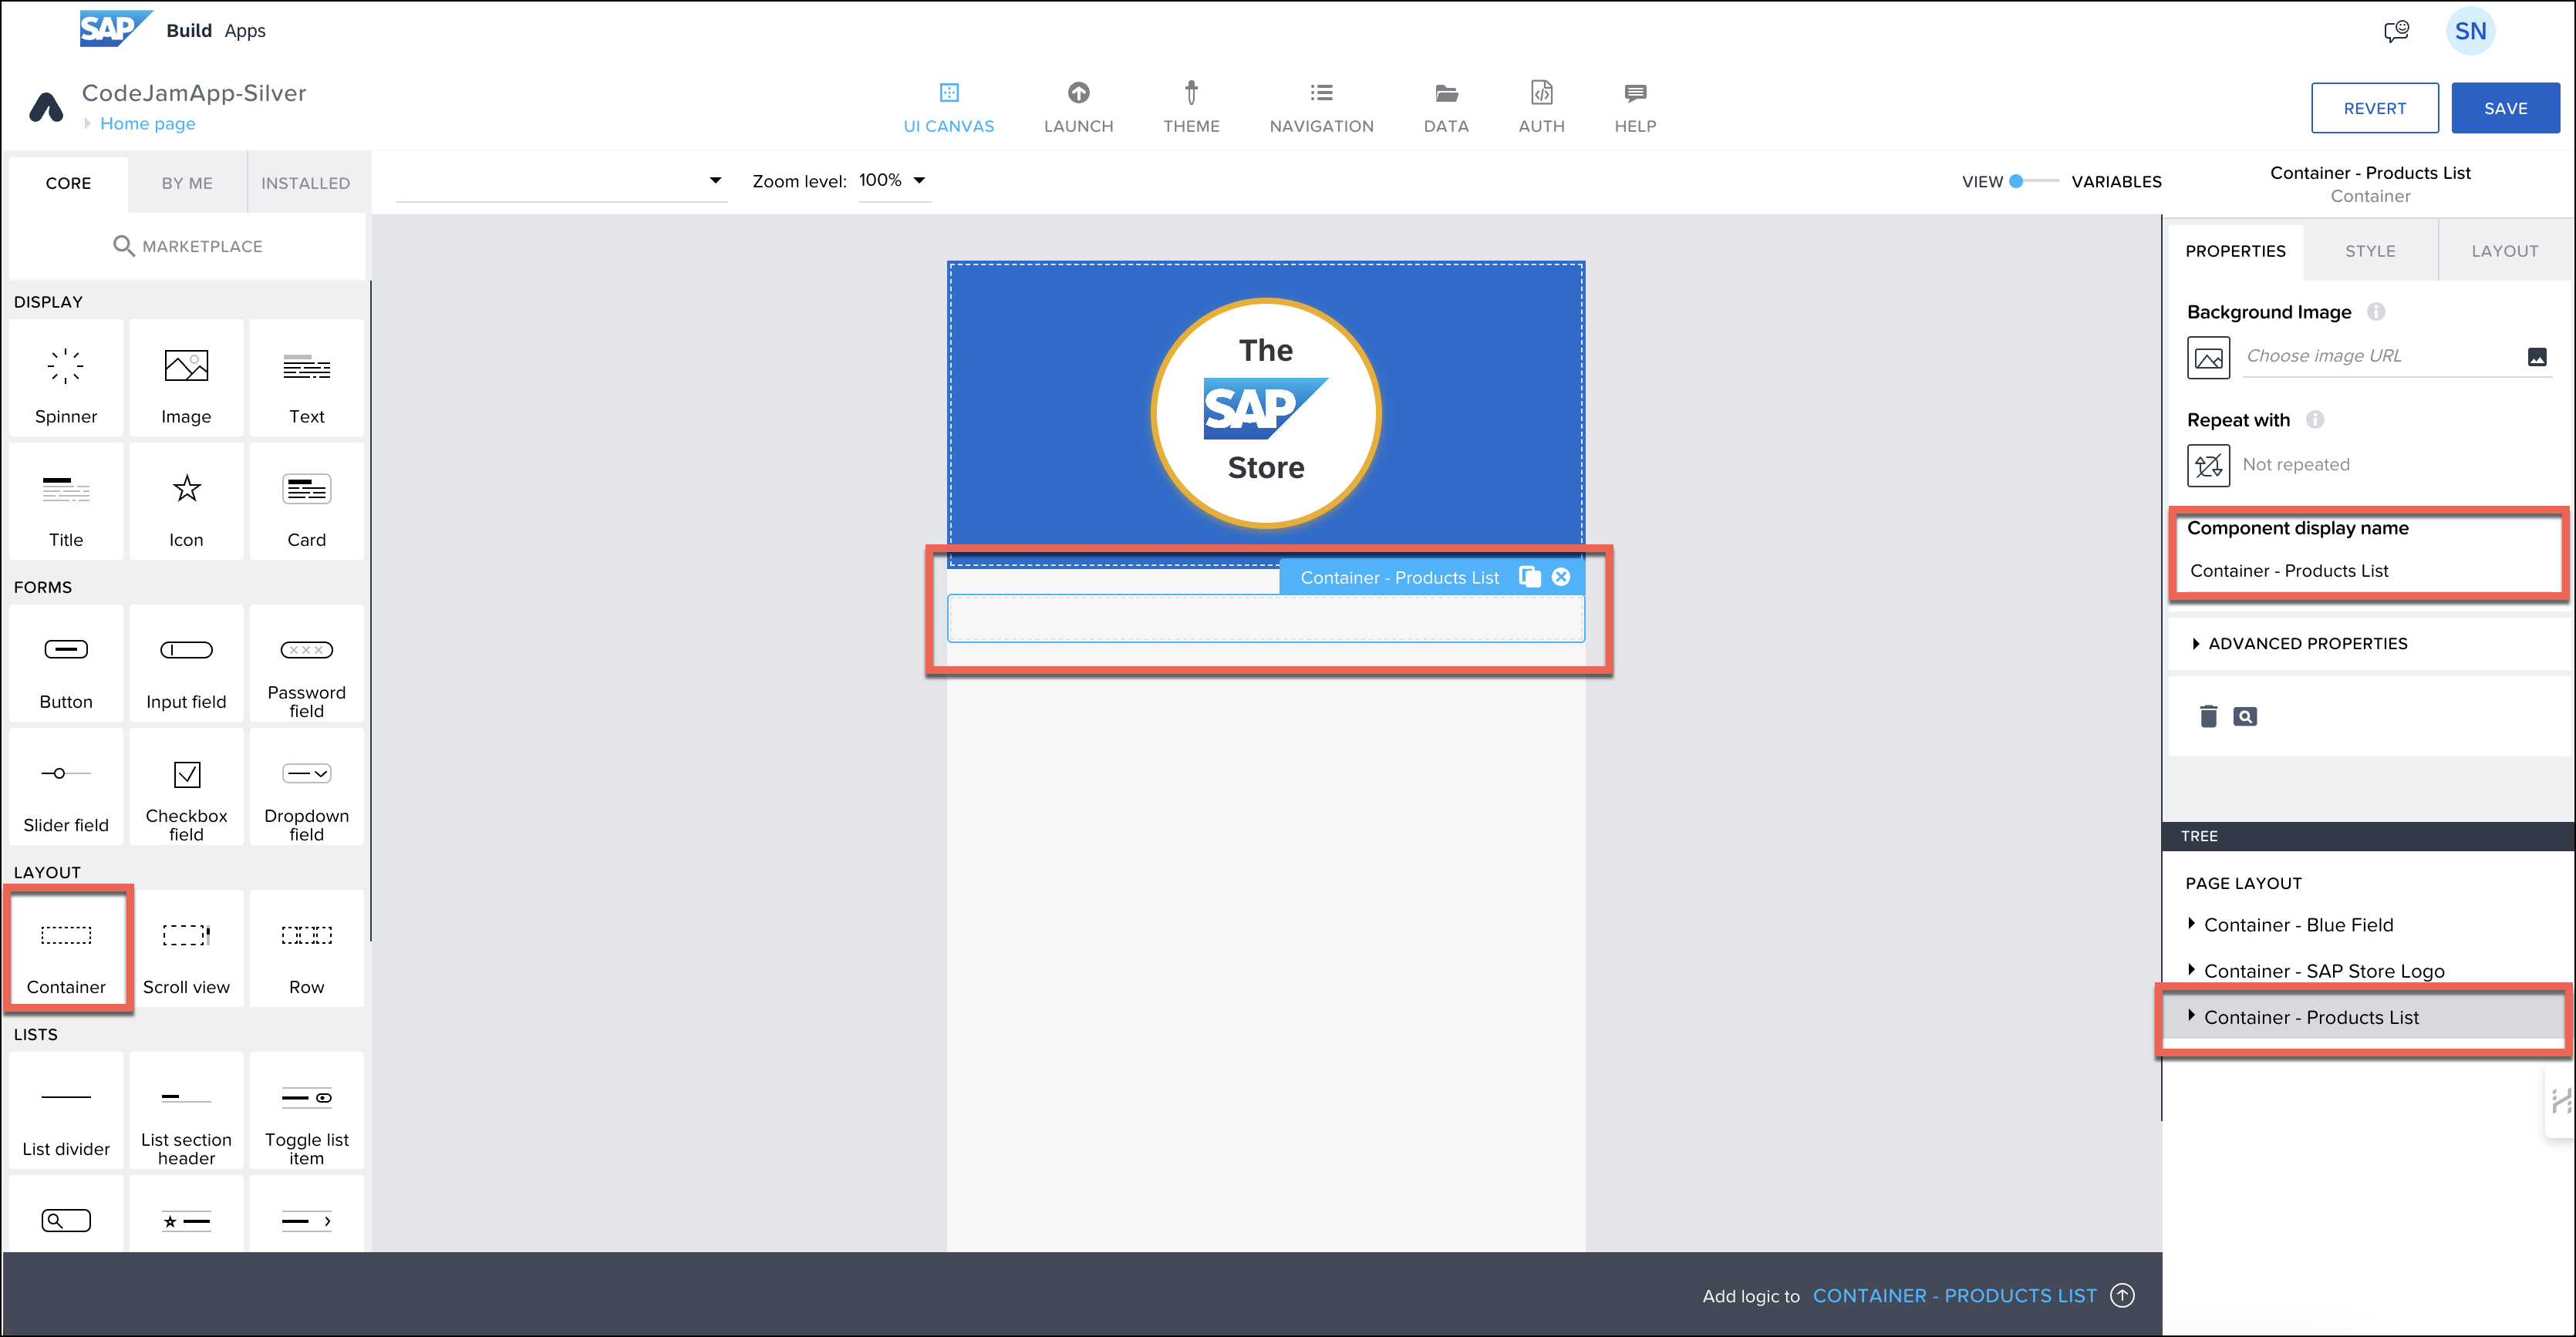 SAP Build Apps
SN
CodeJamApp-Silver
Home page
UI CANVAS
LAUNCH
THEME
NAVIGATION
DATA
AUTH
HELP
REVERT
SAVE
CORE
BY ME
INSTALLED
MARKETPLACE
Zoom level: 100%
VIEW
VARIABLES
Container - Products List
Container
PROPERTIES
STYLE
LAYOUT
DISPLAY
Spinner
Image
Text
Title
Icon
Card
FORMS
Button
Input field
Password
field
Slider field
Checkbox
field
Dropdown
field
LAYOUT
Container
Scroll view
Row
LISTS
List divider
List section
header
Toggle list
item
The
SAP
Store
Container - Products List
Background Image
Choose image URL
Repeat with
Not repeated
Component display name
Container - Products List
ADVANCED PROPERTIES
TREE
PAGE LAYOUT
Container - Blue Field
Container - SAP Store Logo
Container - Products List
Add logic to CONTAINER - PRODUCTS LIST